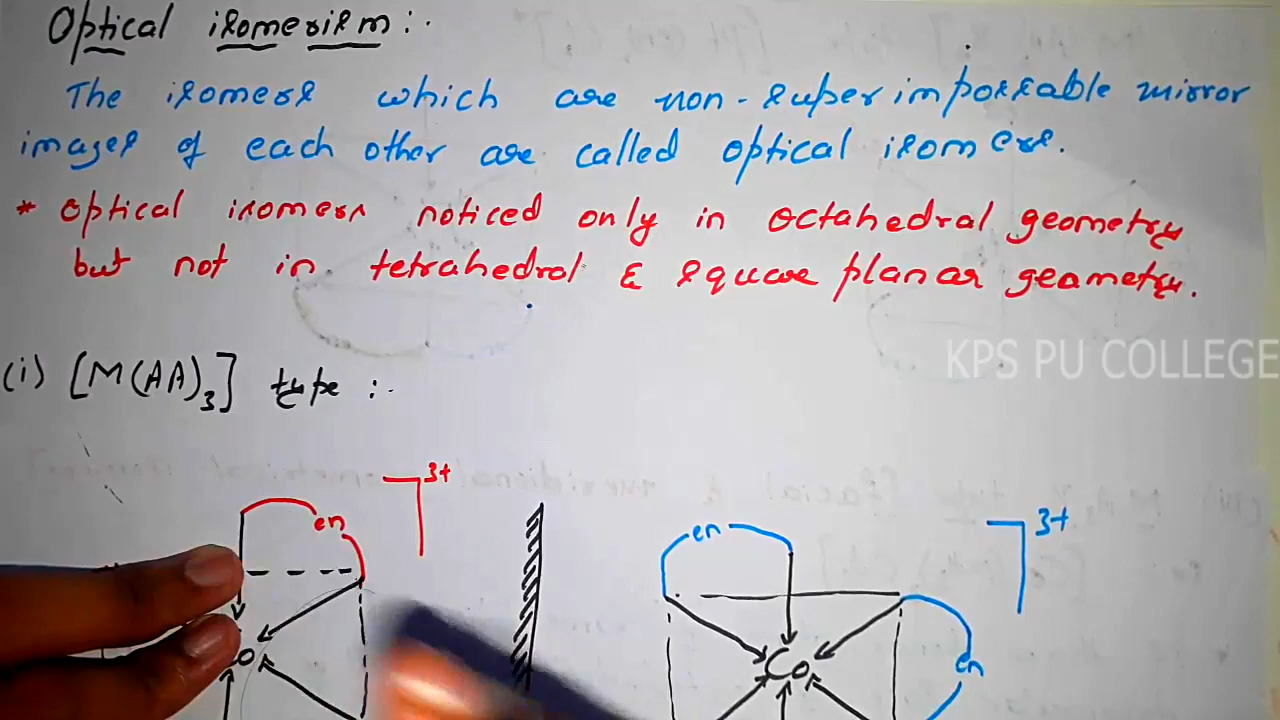 Optical isomerism :-
The isomers which are non-superimposable mirror
images of each other are called optical isomers.
* optical isomers noticed only in octahedral geometry
but not in tetrahedral & square planar geometry.
KPS PU COLLEGE
(i) [M(AA)3] type :-
3+
en
3+
en
Co
en